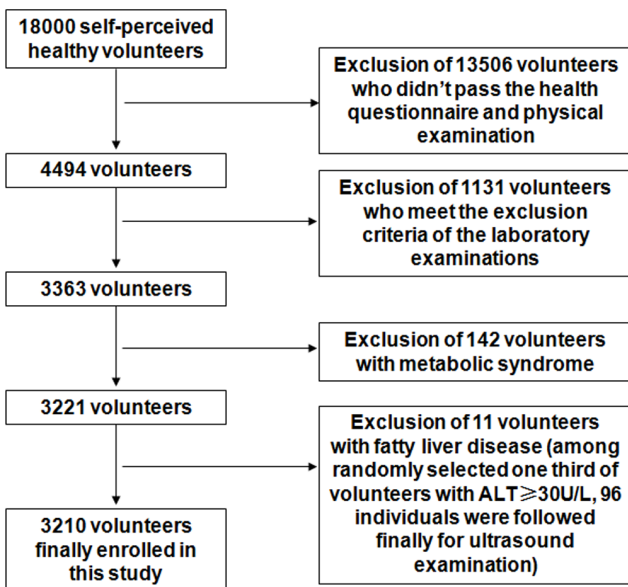 18000 self-perceived
healthy volunteers
Exclusion of 13506 volunteers
who didn't pass the health
questionnaire and physical
examination
4494 volunteers
Exclusion of 1131 volunteers
who meet the exclusion
criteria of the laboratory
examinations
3363 volunteers
Exclusion of 142 volunteers
with metabolic syndrome
3221 volunteers
Exclusion of 11 volunteers
with fatty liver disease (among
randomly selected one third of
volunteers with ALT≥30U/L, 96
individuals were followed
finally for ultrasound
examination)
3210 volunteers
finally enrolled in
this study